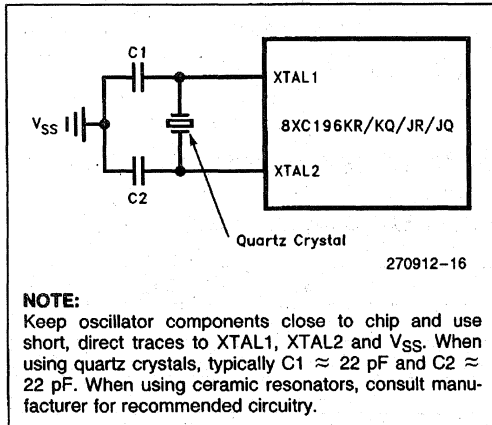 C1
XTAL1
VSS
8XC196KR/KQ/JR/JQ
XTAL2
C2
Quartz Crystal
270912-16
NOTE:
Keep oscillator components close to chip and use
short, direct traces to XTAL1, XTAL2 and VSS. When
using quartz crystals, typically C1 ≈ 22 pF and C2 ≈
22 pF. When using ceramic resonators, consult manu-
facturer for recommended circuitry.